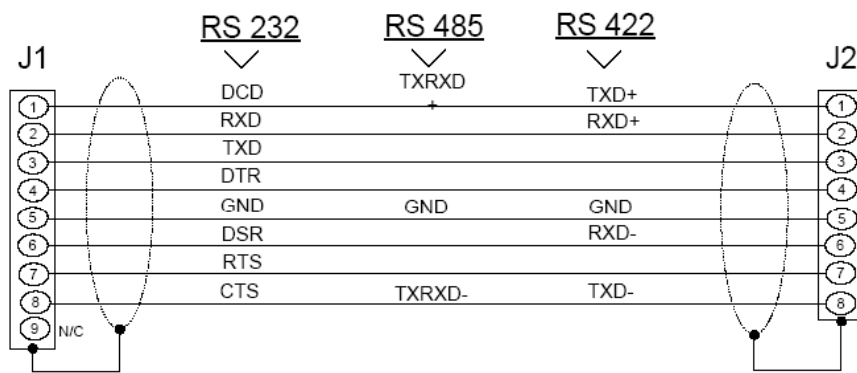 RS 232 RS 485 RS 422
J1 J2
DCD TXRXD
+ TXD+
1 1
RXD RXD+
2 2
TXD
3 3
DTR
4 4
GND GND GND
5 5
DSR RXD-
6 6
RTS
7 7
CTS TXRXD- TXD-
8 8
9 N/C